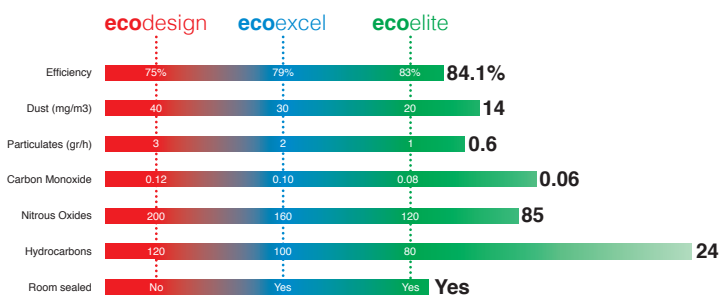 ecodesign ecoexcel ecoelite
Efficiency 75% 79% 83% 84.1%
Dust (mg/m3) 40 30 20 14
Particulates (gr/h) 3 2 1 0.6
Carbon Monoxide 0.12 0.10 0.08 0.06
Nitrous Oxides 200 160 120 85
Hydrocarbons 120 100 80 24
Room sealed No Yes Yes Yes